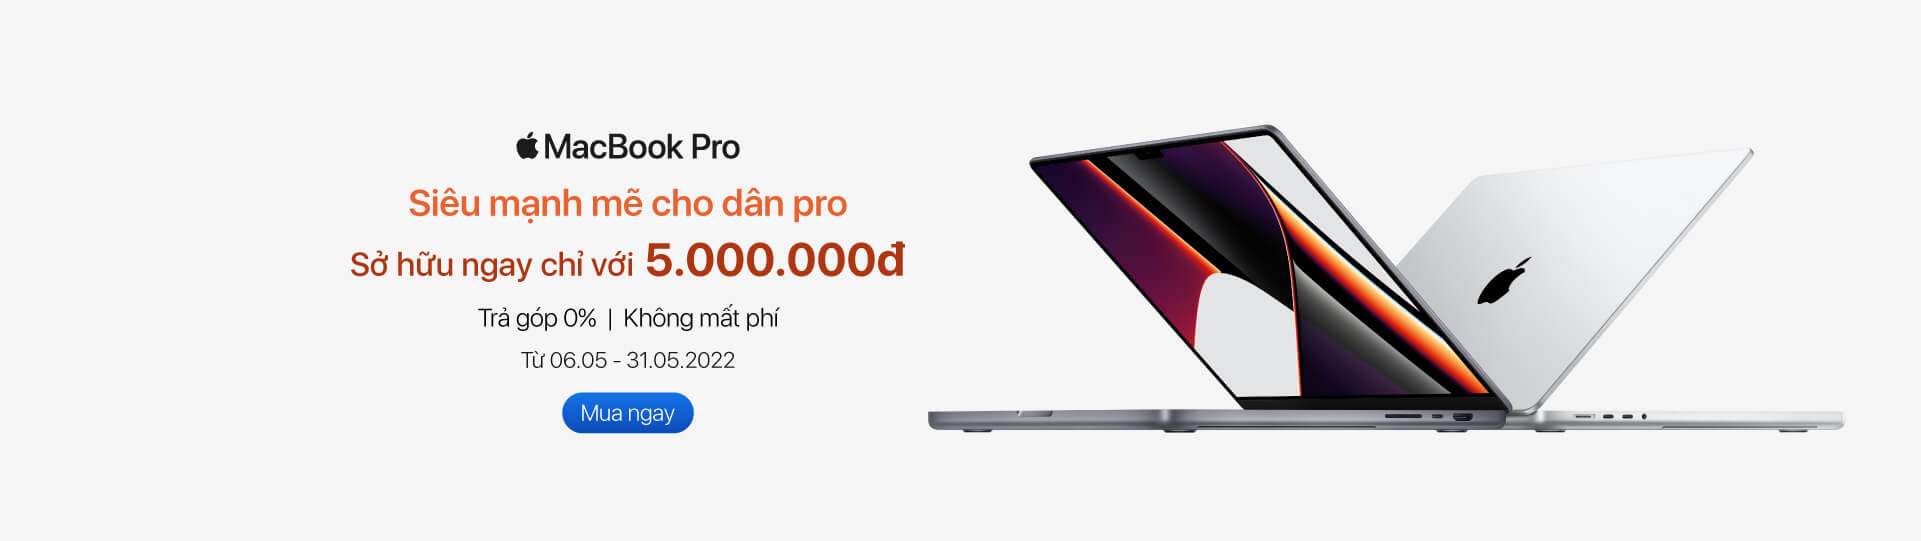 MacBook Pro
Siêu mạnh mẽ cho dân pro
Sở hữu ngay chỉ với 5.000.000đ
Trả góp 0% | Không mất phí
Từ 06.05 - 31.05.2022
Mua ngay